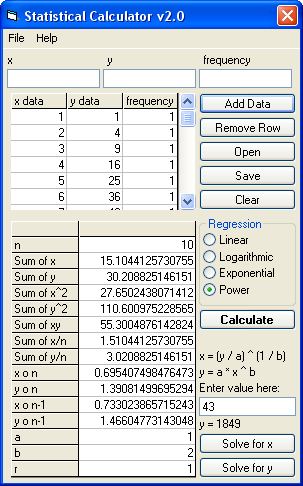 Statistical Calculator v2.0
File Help
x y frequency
Add Data
x data y data frequency
1 1 1
2 4 1
3 9 1
4 16 1
5 25 1
6 36 1
Remove Row
Open
Save
Clear
Regression
Linear
Logarithmic
Exponential
Power
Calculate
n 10
Sum of x 15.1044125730755
Sum of y 30.208825146151
Sum of x^2 27.6502438071412
Sum of y^2 110.600975228565
Sum of xy 55.3004876142824
Sum of x/n 1.51044125730755
Sum of y/n 3.0208825146151
x σ n 0.695407498476473
y σ n 1.39081499695294
x σ n-1 0.733023865715243
y σ n-1 1.46604773143048
a 1
b 2
r 1
x = (y / a) ^ (1 / b)
y = a * x ^ b
Enter value here:
43
y = 1849
Solve for x
Solve for y